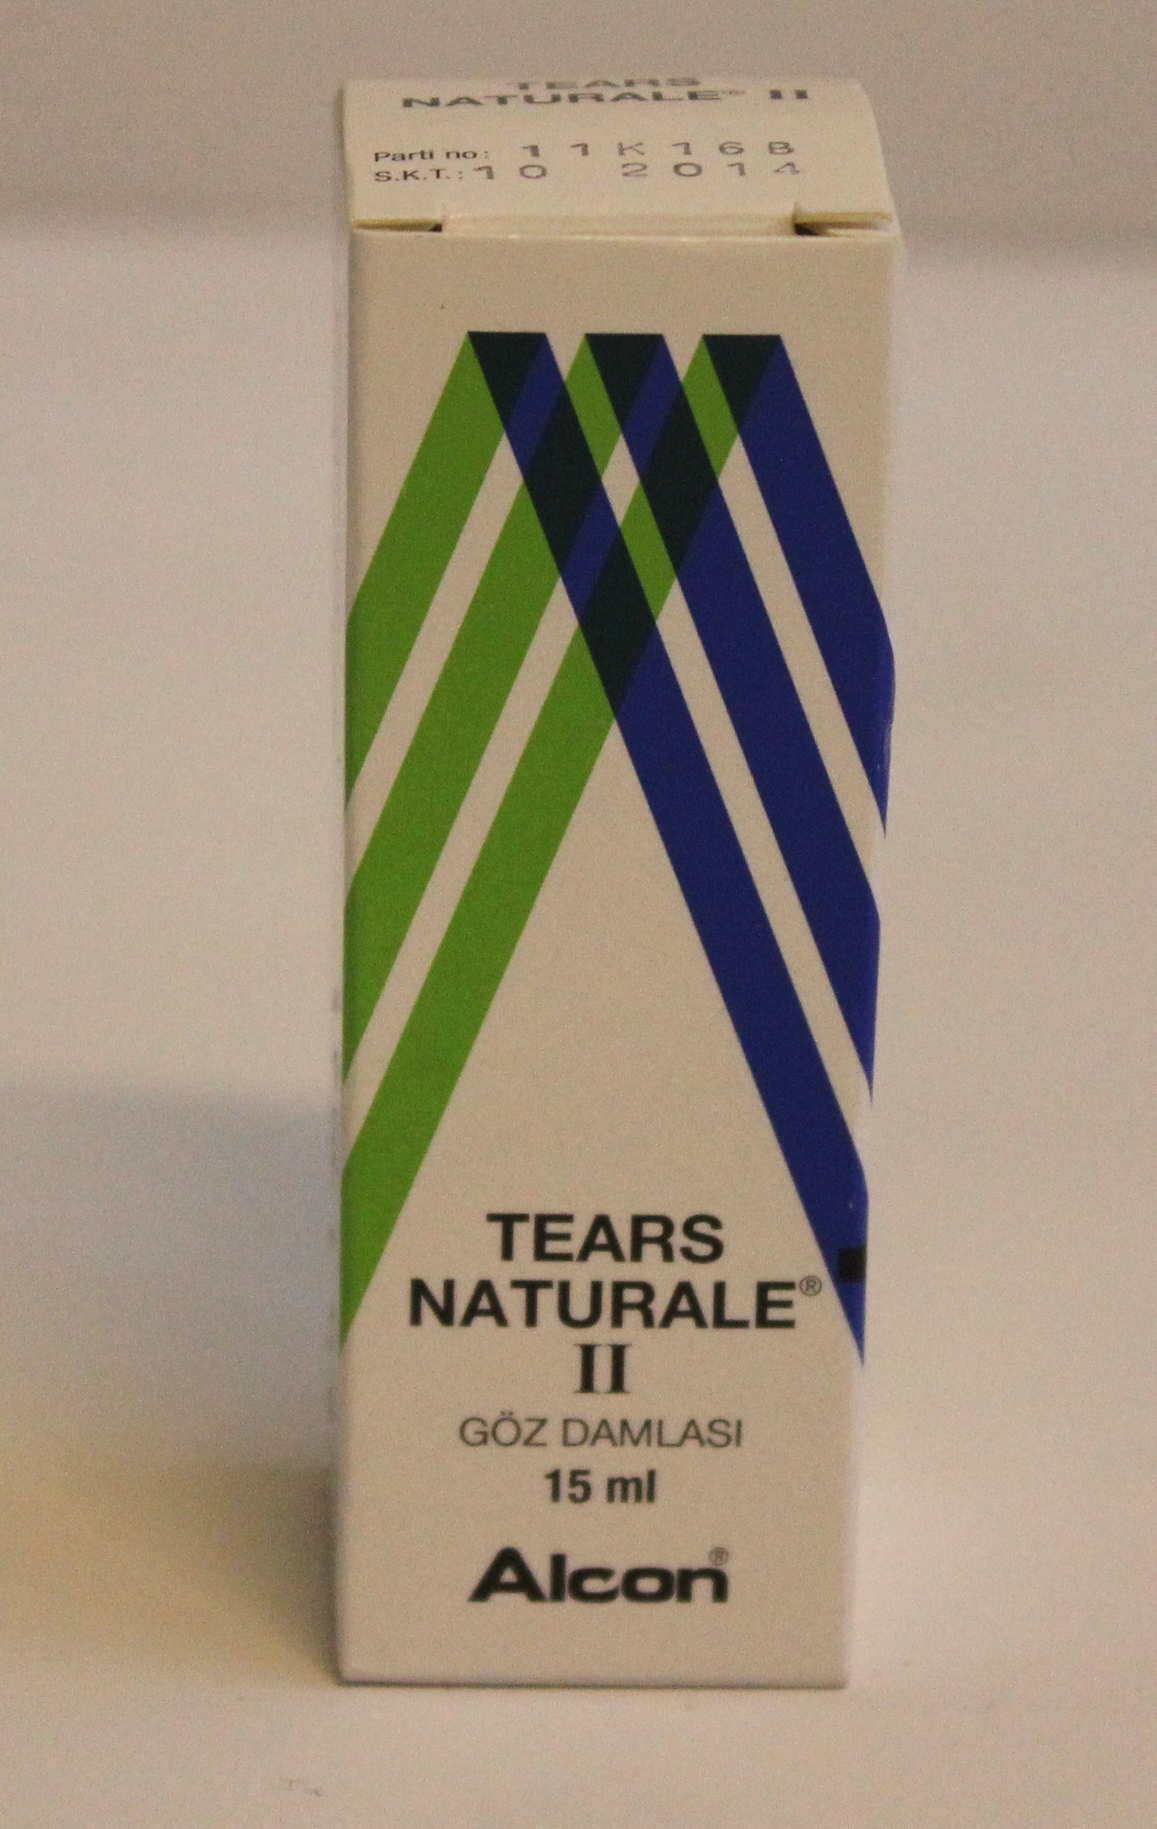 TEARS
NATURALE® II
Parti no: 11K16B
S.K.T.: 10 2014
TEARS
NATURALE®
II
GÖZ DAMLASI
15 ml
Alcon®